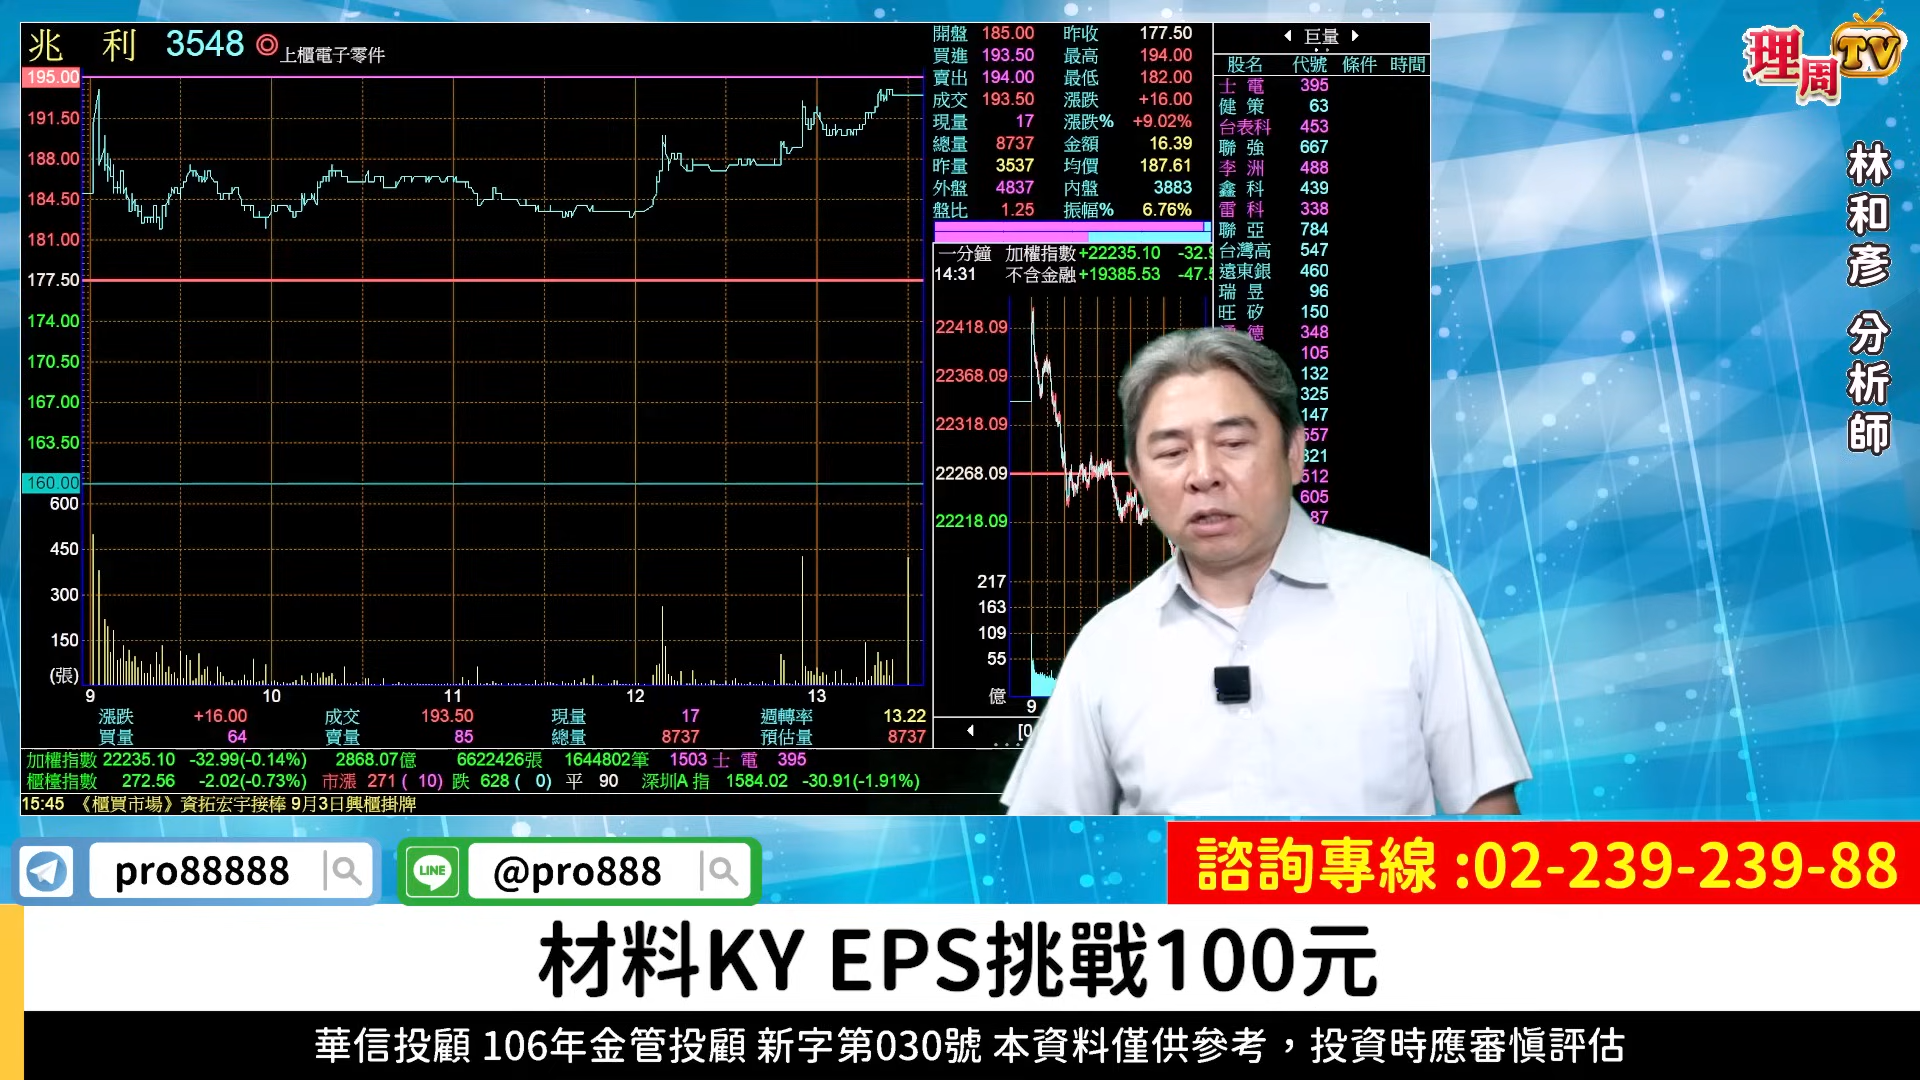 兆 利 3548 ◎上櫃電子零件
195.00
191.50
188.00
184.50
181.00
177.50
174.00
170.50
167.00
163.50
160.00
600
450
300
150
(張)
9 10 11 12 13
漲跌 +16.00 成交 193.50 現量 17 週轉率 13.22
買量 64 賣量 85 總量 8737 預估量 8737
開盤 185.00 昨收 177.50
買進 193.50 最高 194.00
賣出 194.00 最低 182.00
成交 193.50 漲跌 +16.00
現量 17 漲跌% +9.02%
總量 8737 金額 16.39
昨量 3537 均價 187.61
外盤 4837 內盤 3883
盤比 1.25 振幅% 6.76%
一分鐘 加權指數 +22235.10 -32.9
14:31 不含金融 +19385.53 -47.5
22418.09
22368.09
22318.09
22268.09
22218.09
217
163
109
55
億
9
[0
巨量
股名 代號 條件 時間
士電 395
健策 63
台表科 453
聯強 667
李洲 488
鑫科 439
雷科 338
聯亞 784
台灣高 547
遠東銀 460
瑞昱 96
旺矽 150
德 348
105
132
325
147
557
321
512
605
87
加權指數 22235.10 -32.99(-0.14%) 2868.07億 6622426張 1644802筆 1503 士電 395
櫃檯指數 272.56 -2.02(-0.73%) 市漲 271 ( 10) 跌 628 ( 0) 平 90 深圳A指 1584.02 -30.91(-1.91%)
15:45 《櫃買市場》資拓宏宇接棒 9月3日興櫃掛牌
理周TV
林和彥 分析師
pro88888
LINE @pro888
諮詢專線 :02-239-239-88
材料KY EPS挑戰100元
華信投顧 106年金管投顧 新字第030號 本資料僅供參考，投資時應審慎評估